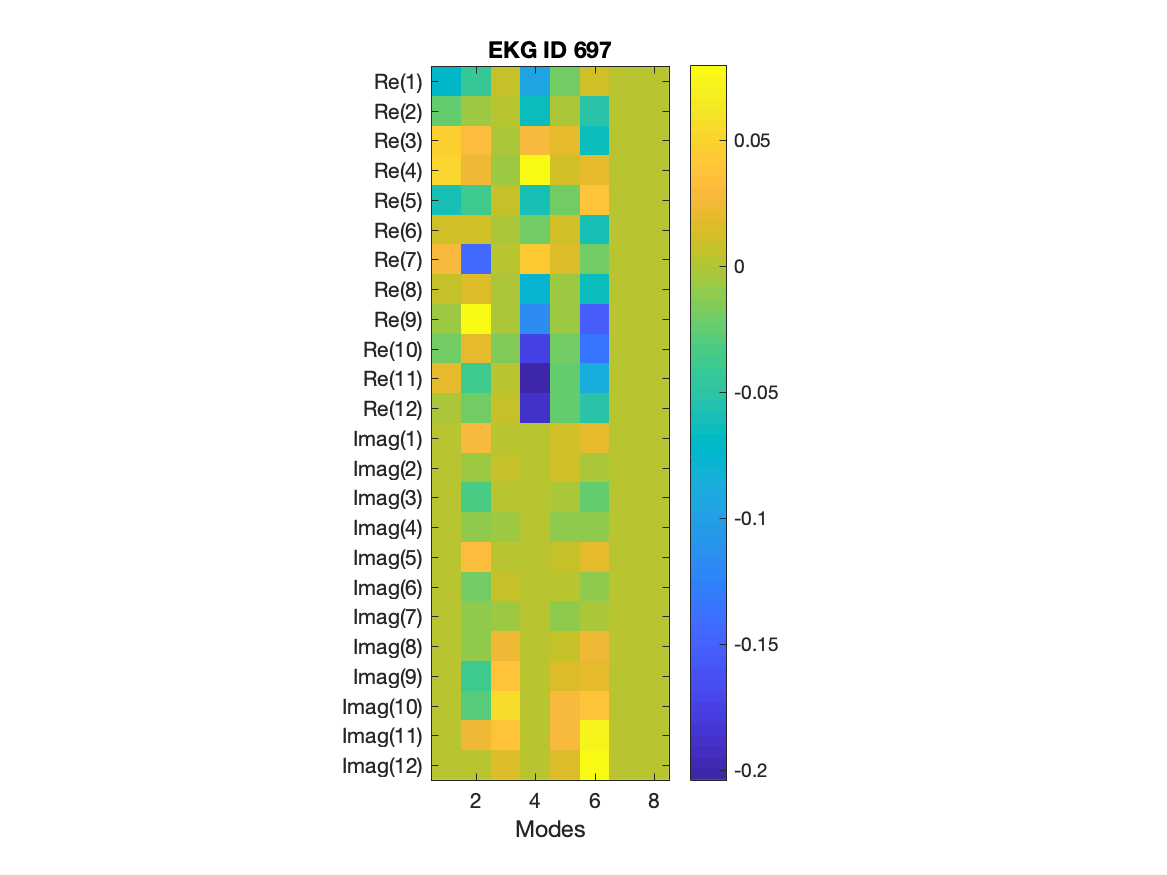 EKG ID 697
Re(1)
Re(2)
Re(3)
Re(4)
Re(5)
Re(6)
Re(7)
Re(8)
Re(9)
Re(10)
Re(11)
Re(12)
Imag(1)
Imag(2)
Imag(3)
Imag(4)
Imag(5)
Imag(6)
Imag(7)
Imag(8)
Imag(9)
Imag(10)
Imag(11)
Imag(12)
2 4 6 8
Modes
0.05
0
-0.05
-0.1
-0.15
-0.2